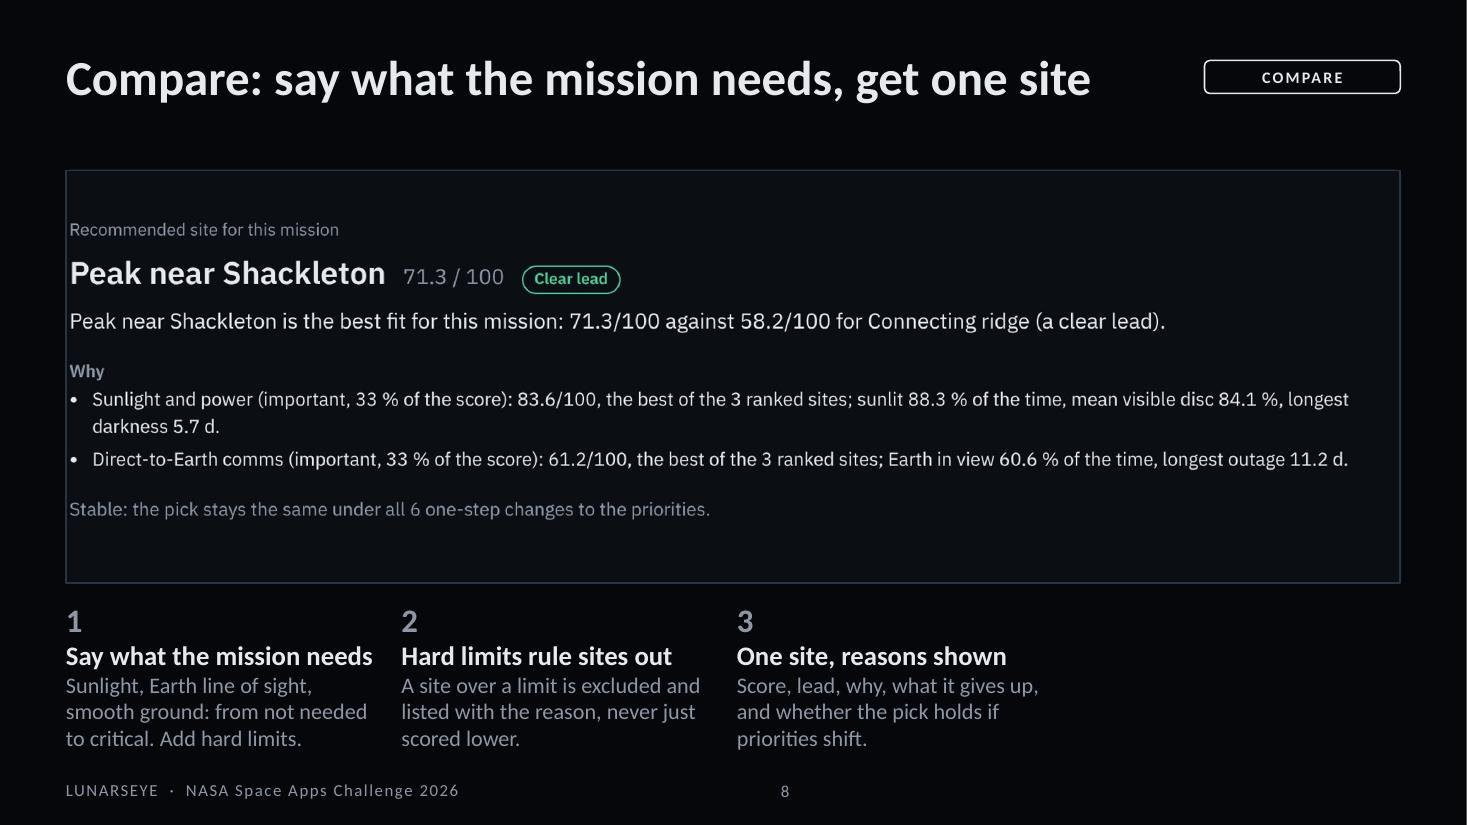 Compare: say what the mission needs, get one site
COMPARE
Recommended site for this mission
Peak near Shackleton 71.3 / 100 Clear lead
Peak near Shackleton is the best fit for this mission: 71.3/100 against 58.2/100 for Connecting ridge (a clear lead).
Why
• Sunlight and power (important, 33 % of the score): 83.6/100, the best of the 3 ranked sites; sunlit 88.3 % of the time, mean visible disc 84.1 %, longest
darkness 5.7 d.
• Direct-to-Earth comms (important, 33 % of the score): 61.2/100, the best of the 3 ranked sites; Earth in view 60.6 % of the time, longest outage 11.2 d.
Stable: the pick stays the same under all 6 one-step changes to the priorities.
1
Say what the mission needs
Sunlight, Earth line of sight,
smooth ground: from not needed
to critical. Add hard limits.
2
Hard limits rule sites out
A site over a limit is excluded and
listed with the reason, never just
scored lower.
3
One site, reasons shown
Score, lead, why, what it gives up,
and whether the pick holds if
priorities shift.
LUNARSEYE · NASA Space Apps Challenge 2026
8